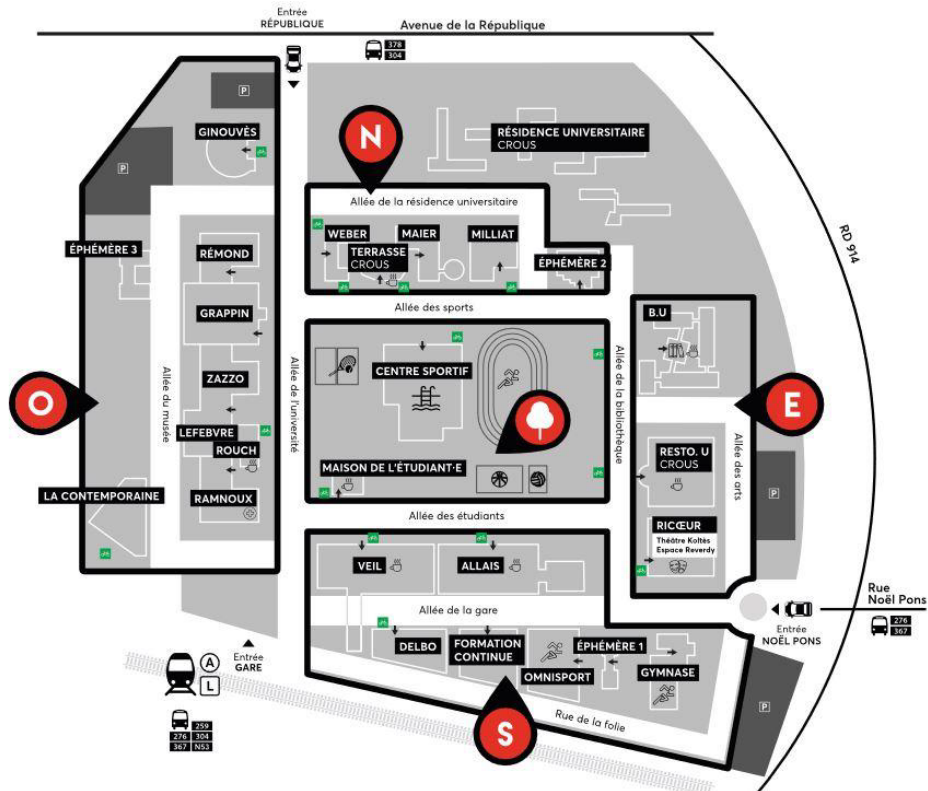 Entrée
RÉPUBLIQUE
Avenue de la République
378
304
P
GINOUVÈS
P
N
RÉSIDENCE UNIVERSITAIRE
CROUS
Allée de la résidence universitaire
WEBER
MAIER
MILLIAT
TERRASSE
CROUS
ÉPHÉMÈRE 2
RD 914
ÉPHÉMÈRE 3
RÉMOND
GRAPPIN
Allée des sports
B.U
ZAZZO
CENTRE SPORTIF
Allée du musée
Allée de l'université
Allée de la bibliothèque
O
E
LEFEBVRE
ROUCH
MAISON DE L'ÉTUDIANT·E
RESTO. U
CROUS
Allée des arts
LA CONTEMPORAINE
RAMNOUX
P
Allée des étudiants
RICŒUR
Théâtre Koltès
Espace Reverdy
VEIL
ALLAIS
Allée de la gare
Rue
Noël Pons
276
367
Entrée
NOËL PONS
DELBO
FORMATION
CONTINUE
ÉPHÉMÈRE 1
OMNISPORT
GYMNASE
Entrée
GARE
A
L
259
276 304
367 N53
S
Rue de la folie
P